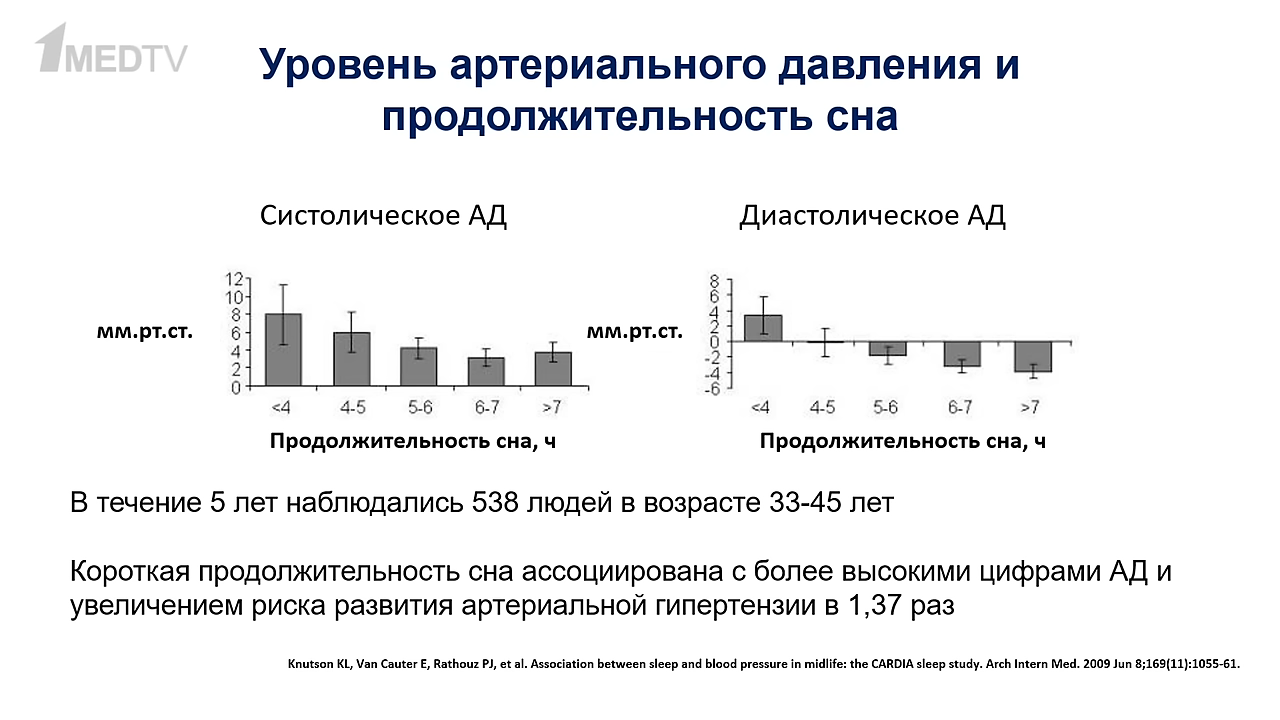 1MEDTV
Уровень артериального давления и
продолжительность сна
Систолическое АД
мм.рт.ст.
12
10
8
6
4
2
0
<4 4-5 5-6 6-7 >7
Продолжительность сна, ч
Диастолическое АД
мм.рт.ст.
8
6
4
2
0
-2
-4
-6
<4 4-5 5-6 6-7 >7
Продолжительность сна, ч
В течение 5 лет наблюдались 538 людей в возрасте 33-45 лет
Короткая продолжительность сна ассоциирована с более высокими цифрами АД и
увеличением риска развития артериальной гипертензии в 1,37 раз
Knutson KL, Van Cauter E, Rathouz PJ, et al. Association between sleep and blood pressure in midlife: the CARDIA sleep study. Arch Intern Med. 2009 Jun 8;169(11):1055-61.